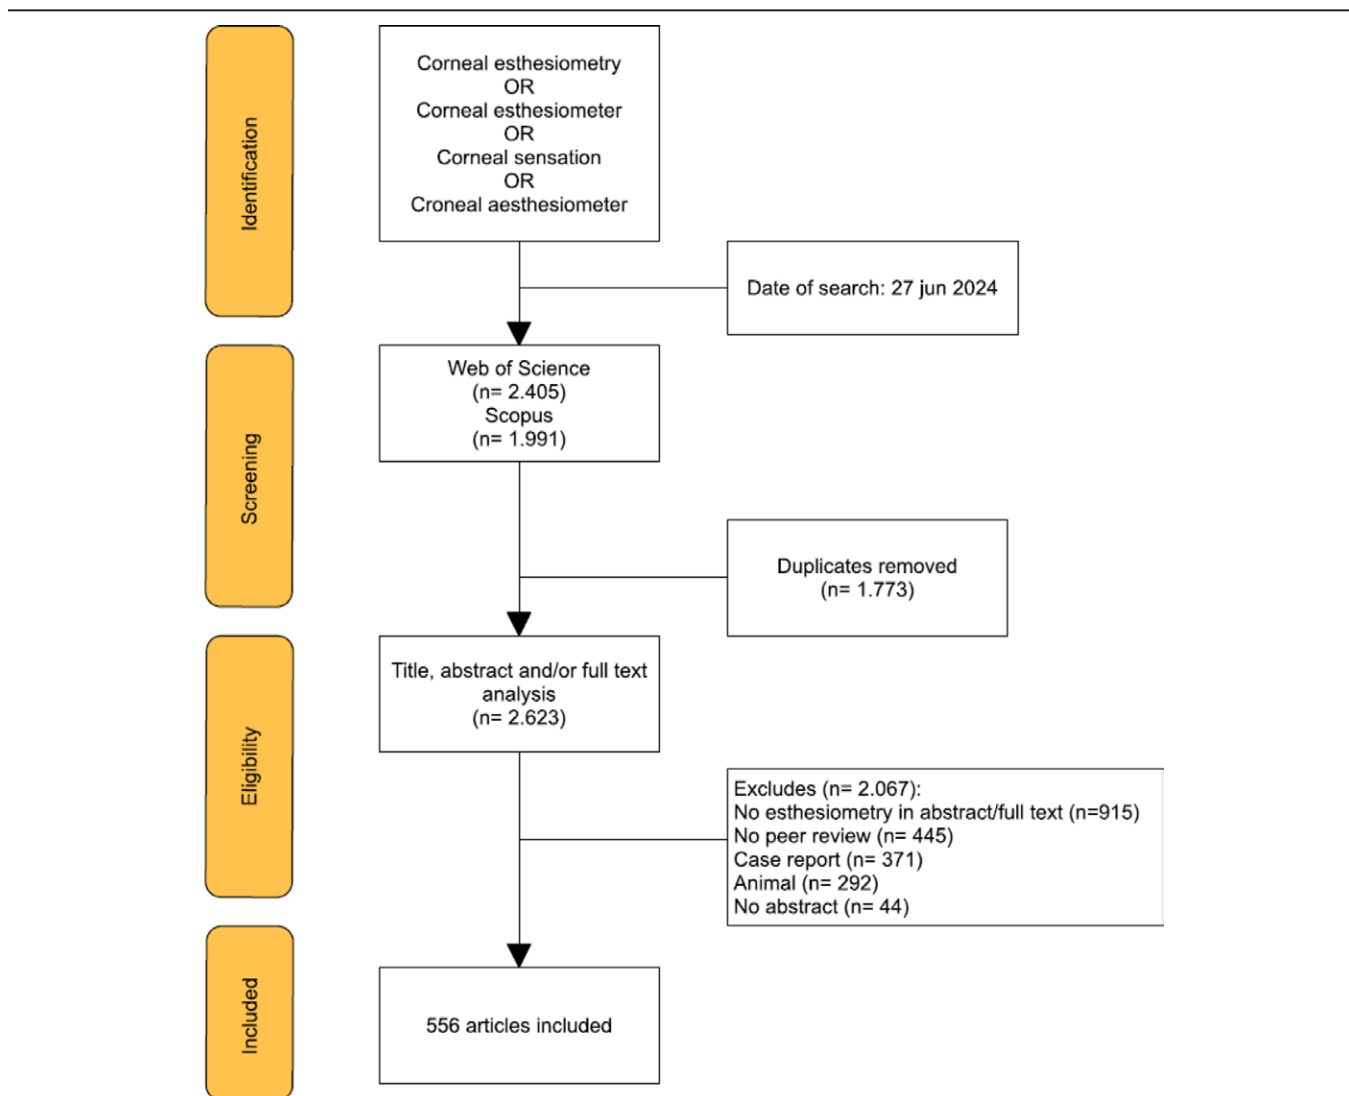 Identification
Corneal esthesiometry
OR
Corneal esthesiometer
OR
Corneal sensation
OR
Croneal aesthesiometer
Date of search: 27 jun 2024
Screening
Web of Science
(n= 2.405)
Scopus
(n= 1.991)
Duplicates removed
(n= 1.773)
Eligibility
Title, abstract and/or full text
analysis
(n= 2.623)
Excludes (n= 2.067):
No esthesiometry in abstract/full text (n=915)
No peer review (n= 445)
Case report (n= 371)
Animal (n= 292)
No abstract (n= 44)
Included
556 articles included